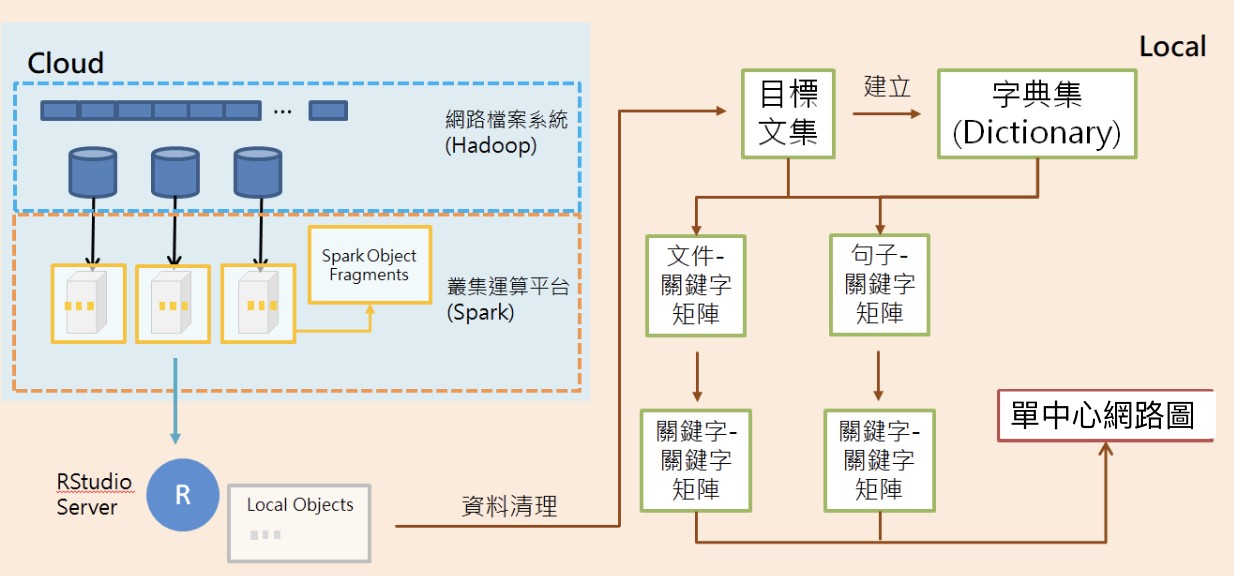 Cloud
網路檔案系統
(Hadoop)
...
Spark Object
Fragments
叢集運算平台
(Spark)
RStudio
Server
R
Local Objects
資料清理
Local
目標
文集
建立
字典集
(Dictionary)
文件-
關鍵字
矩陣
句子-
關鍵字
矩陣
關鍵字-
關鍵字
矩陣
關鍵字-
關鍵字
矩陣
單中心網路圖